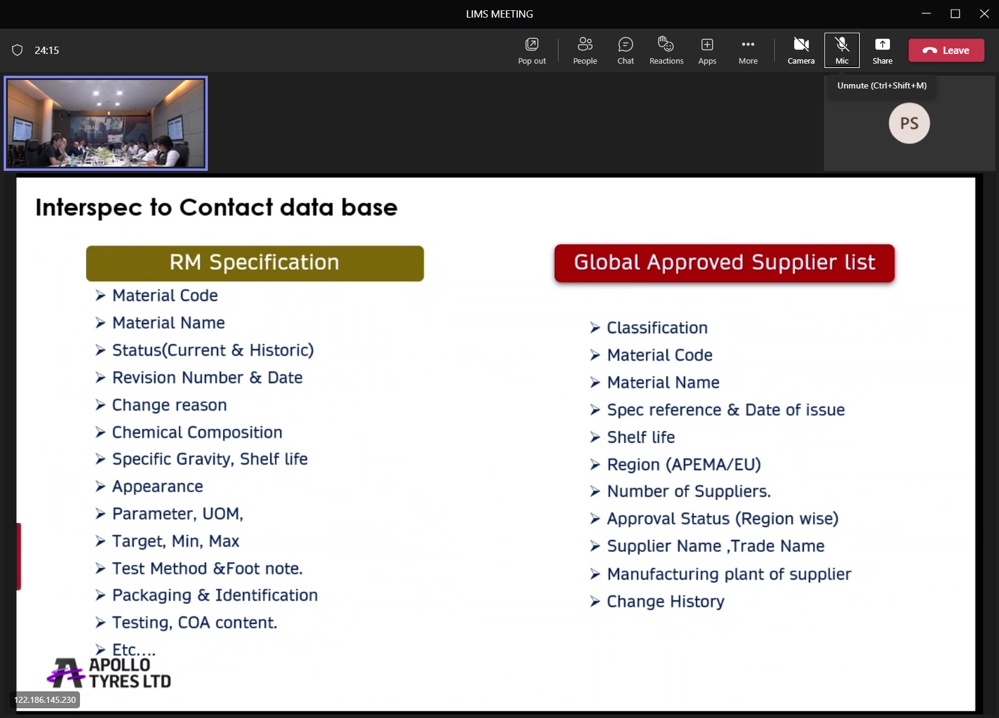 LIMS MEETING
24:15
Pop out
People
Chat
Reactions
Apps
More
Camera
Mic
Share
Leave
Unmute (Ctrl+Shift+M)
GLOBAL
PS
Interspec to Contact data base
RM Specification
Material Code
Material Name
Status(Current & Historic)
Revision Number & Date
Change reason
Chemical Composition
Specific Gravity, Shelf life
Appearance
Parameter, UOM,
Target, Min, Max
Test Method &Foot note.
Packaging & Identification
Testing, COA content.
Etc....
Global Approved Supplier list
Classification
Material Code
Material Name
Spec reference & Date of issue
Shelf life
Region (APEMA/EU)
Number of Suppliers.
Approval Status (Region wise)
Supplier Name ,Trade Name
Manufacturing plant of supplier
Change History
APOLLO
TYRES LTD
122.186.145.230